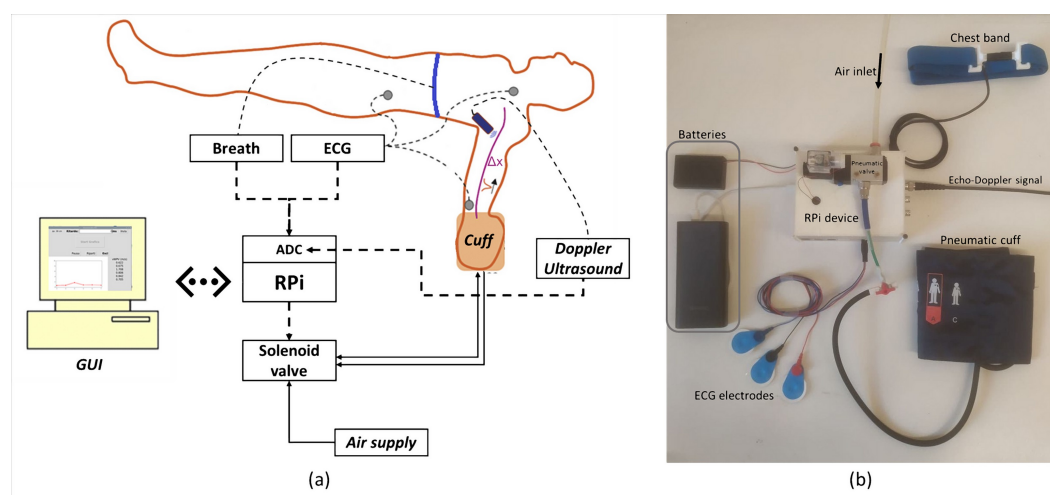 Breath
ECG
Δx
Cuff
ADC
RPi
Doppler
Ultrasound
GUI
Solenoid
valve
Air supply
(a)
Chest band
Air inlet
Batteries
Pneumatic
valve
Echo-Doppler signal
RPi device
Pneumatic cuff
A
C
ECG electrodes
(b)